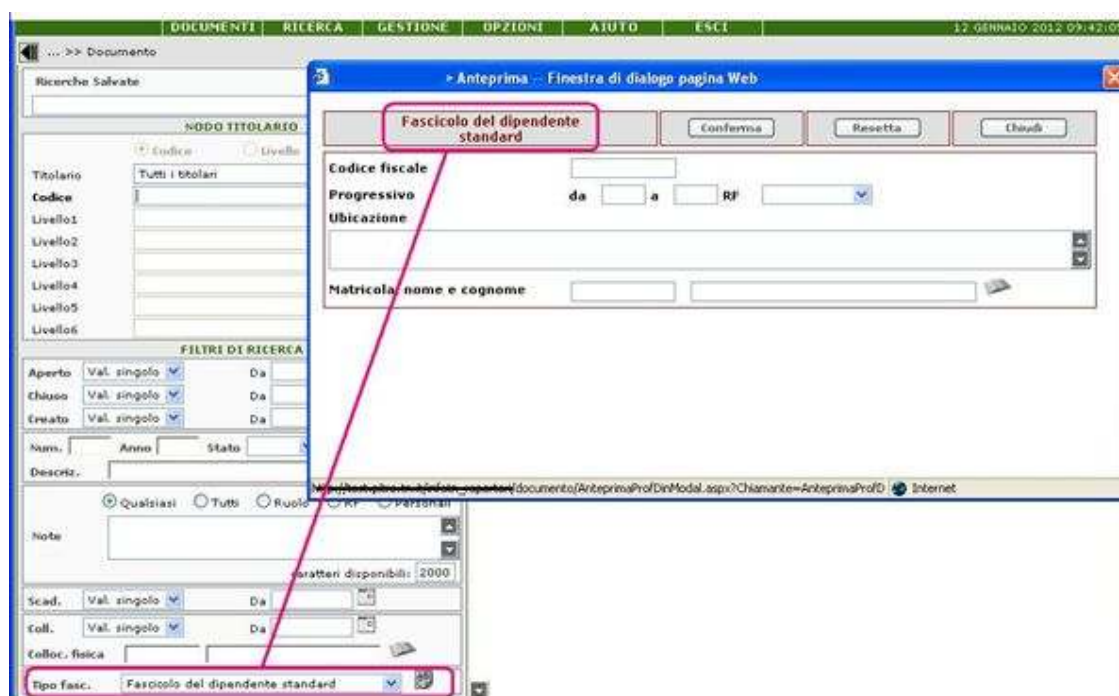 DOCUMENTI RICERCA GESTIONE OPZIONI AIUTO ESCI 12 GENNAIO 2012 09:42:0
... >> Documento
Ricerche Salvate
NODO TITOLARIO
Codice Livello
Titolario Tutti i titolari
Codice
Livello1
Livello2
Livello3
Livello4
Livello5
Livello6
FILTRI DI RICERCA
Aperto Val. singolo Da
Chiuso Val. singolo Da
Creato Val. singolo Da
Num. Anno Stato
Descriz.
Qualsiasi Tutti Ruolo RF Personali
Note
caratteri disponibili: 2000
Scad. Val. singolo Da
Coll. Val. singolo Da
Colloc. fisica
Tipo fasc. Fascicolo del dipendente standard
> Anteprima -- Finestra di dialogo pagina Web
Fascicolo del dipendente
standard
Conferma Resetta Chiudi
Codice fiscale
Progressivo da a RF
Ubicazione
Matricola, nome e cognome
/documento/AnteprimaProfDinModal.aspx?Chiamante=AnteprimaProfD Internet